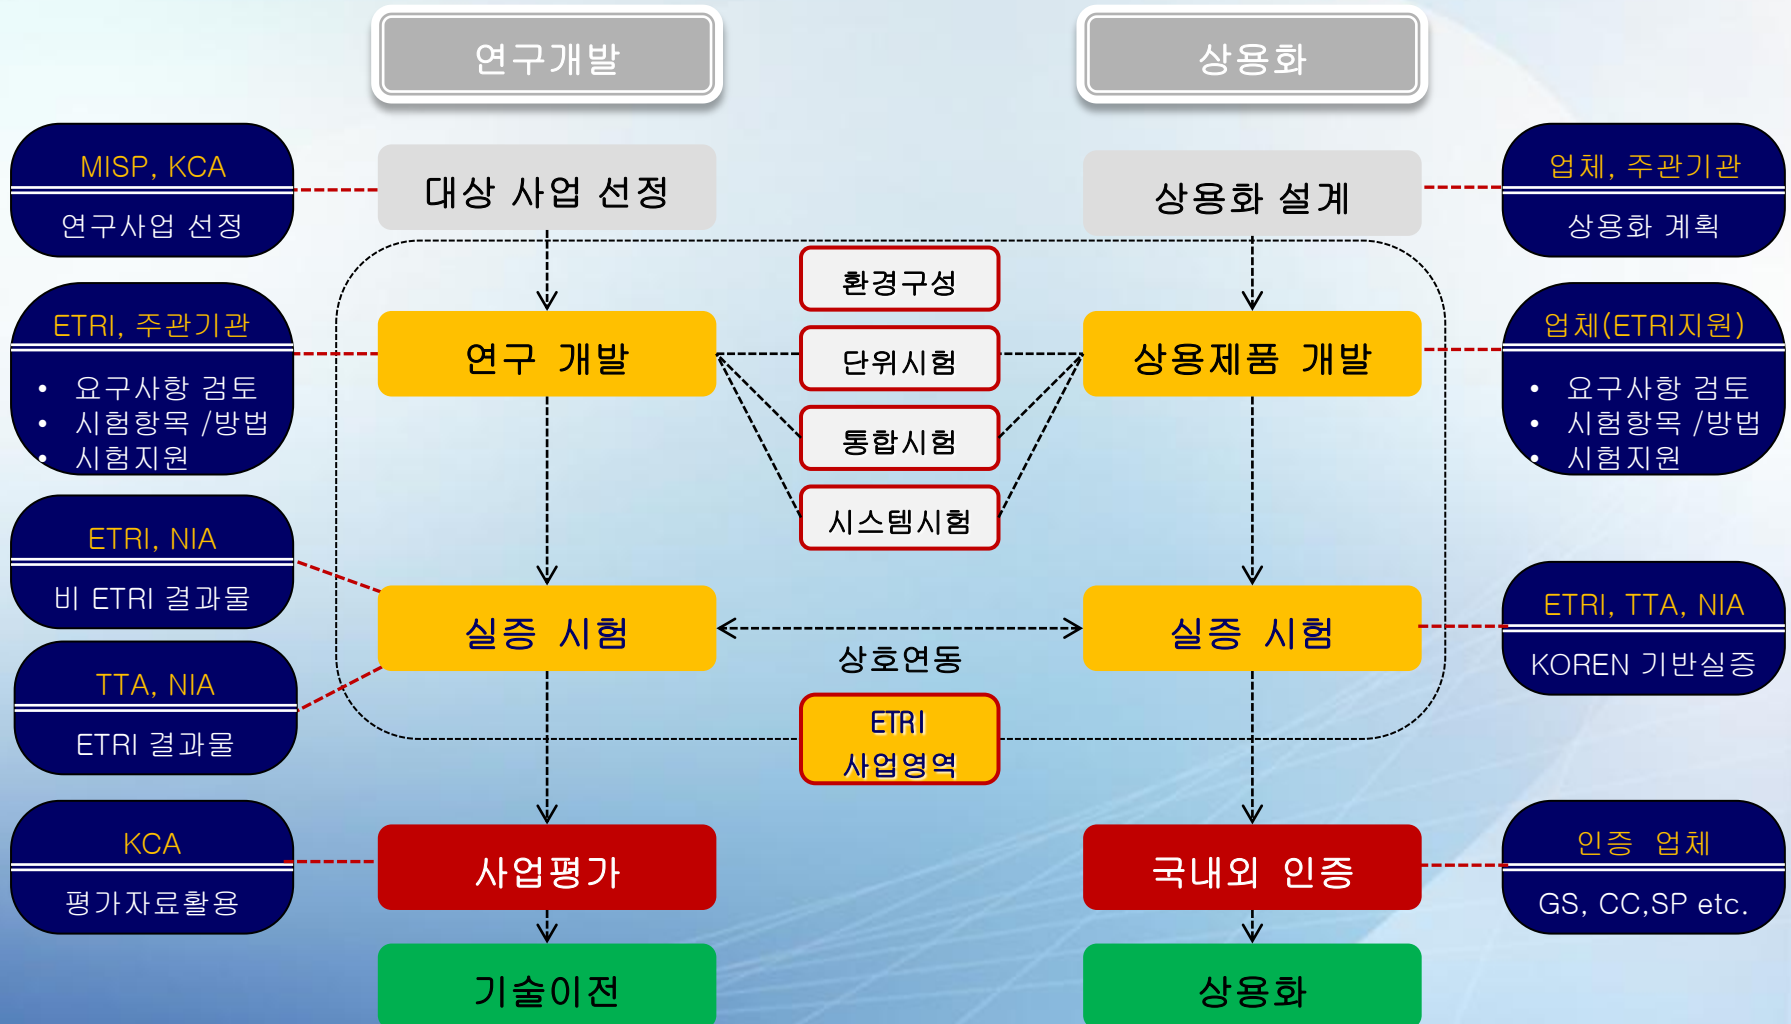 연구개발
상용화
MISP, KCA
연구사업 선정
대상 사업 선정
상용화 설계
업체, 주관기관
상용화 계획
환경구성
ETRI, 주관기관
• 요구사항 검토
• 시험항목 /방법
• 시험지원
연구 개발
단위시험
상용제품 개발
업체(ETRI지원)
• 요구사항 검토
• 시험항목 /방법
• 시험지원
통합시험
시스템시험
ETRI, NIA
비 ETRI 결과물
실증 시험
상호연동
실증 시험
ETRI, TTA, NIA
KOREN 기반실증
TTA, NIA
ETRI 결과물
ETRI
사업영역
KCA
평가자료활용
사업평가
국내외 인증
인증 업체
GS, CC,SP etc.
기술이전
상용화